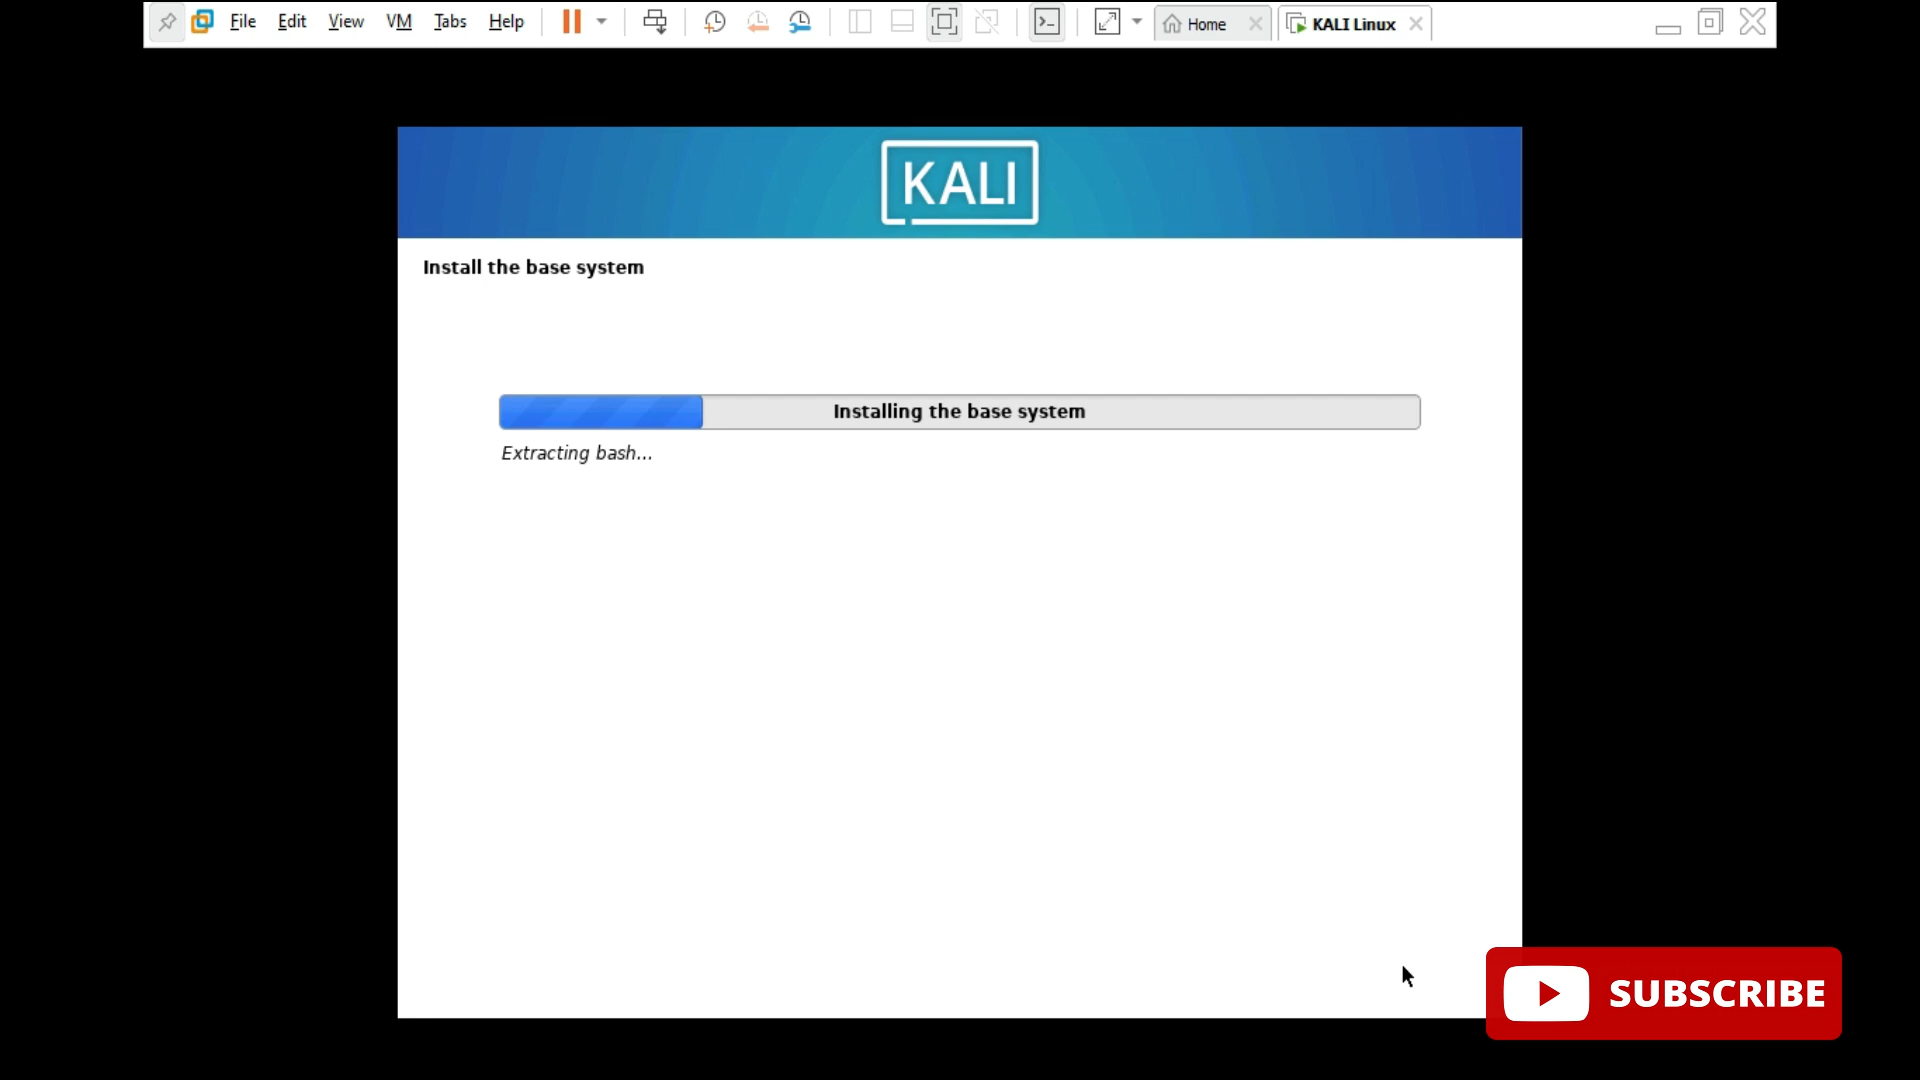 File Edit View VM Tabs Help Home KALI Linux
KALI
Install the base system
Installing the base system
Extracting bash...
SUBSCRIBE